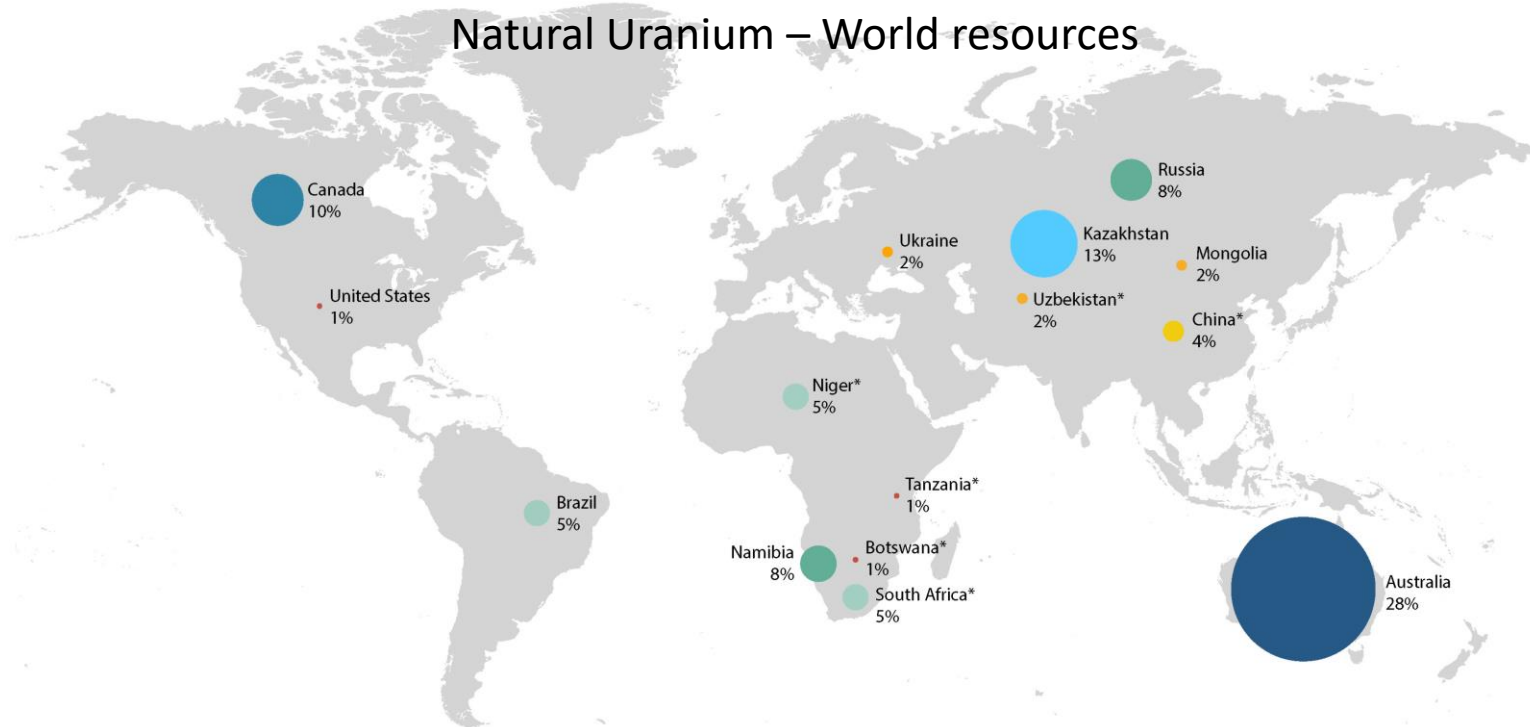 Natural Uranium – World resources
Canada
10%
United States
1%
Brazil
5%
Russia
8%
Kazakhstan
13%
Ukraine
2%
Mongolia
2%
Uzbekistan*
2%
China*
4%
Niger*
5%
Tanzania*
1%
Namibia
8%
Botswana*
1%
South Africa*
5%
Australia
28%